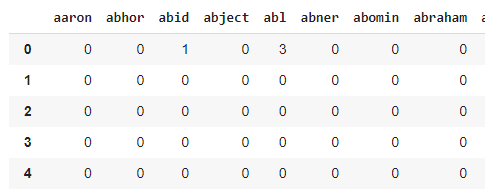 aaron abhor abid abject abl abner abomin abraham
0 0 0 1 0 3 0 0 0
1 0 0 0 0 0 0 0 0
2 0 0 0 0 0 0 0 0
3 0 0 0 0 0 0 0 0
4 0 0 0 0 0 0 0 0